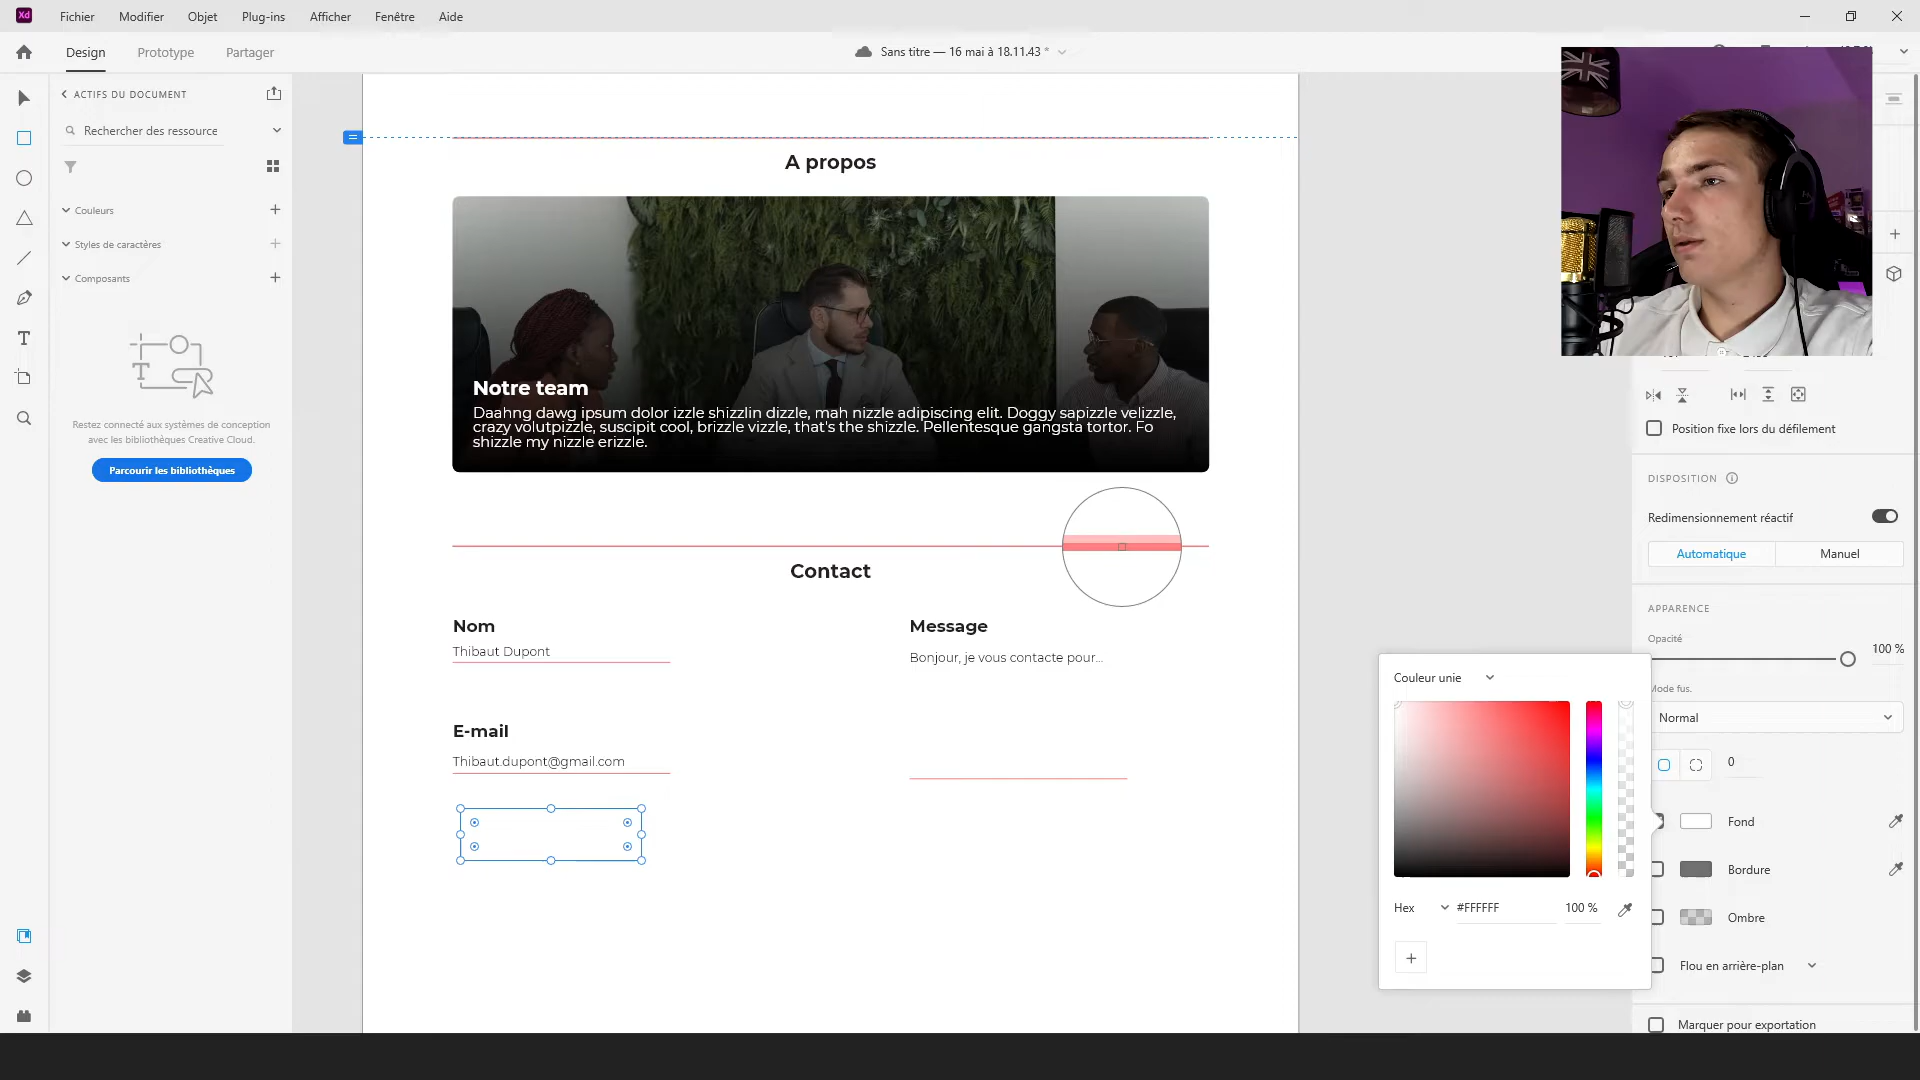 Xd
Fichier
Modifier
Objet
Plug-ins
Afficher
Fenêtre
Aide
Design
Prototype
Partager
Sans titre — 16 mai à 18.11.43 *
ACTIFS DU DOCUMENT
Rechercher des ressource
Couleurs
Styles de caractères
Composants
Restez connecté aux systèmes de conception
avec les bibliothèques Creative Cloud.
Parcourir les bibliothèques
A propos
Notre team
Daahng dawg ipsum dolor izzle shizzlin dizzle, mah nizzle adipiscing elit. Doggy sapizzle velizzle,
crazy volutpizzle, suscipit cool, brizzle vizzle, that's the shizzle. Pellentesque gangsta tortor. Fo
shizzle my nizzle erizzle.
Contact
Nom
Thibaut Dupont
Message
Bonjour, je vous contacte pour...
E-mail
Thibaut.dupont@gmail.com
Position fixe lors du défilement
DISPOSITION
Redimensionnement réactif
Automatique
Manuel
APPARENCE
Opacité
100 %
Mode fus.
Normal
0
Fond
Bordure
Ombre
Flou en arrière-plan
Marquer pour exportation
Couleur unie
Hex
#FFFFFF
100 %